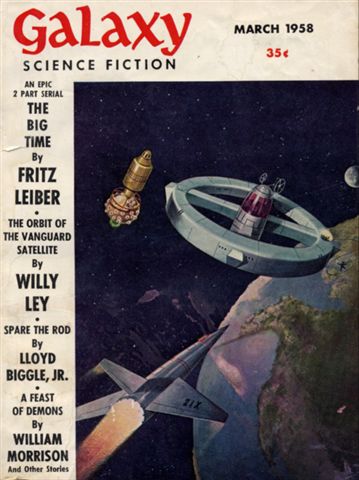 Galaxy
SCIENCE FICTION
MARCH 1958
35¢
AN EPIC
2 PART SERIAL
THE
BIG
TIME
By
FRITZ
LEIBER
•
THE ORBIT OF
THE VANGUARD
SATELLITE
By
WILLY
LEY
•
SPARE THE ROD
By
LLOYD
BIGGLE, JR.
•
A FEAST
OF DEMONS
By
WILLIAM
MORRISON
And Other Stories
21X